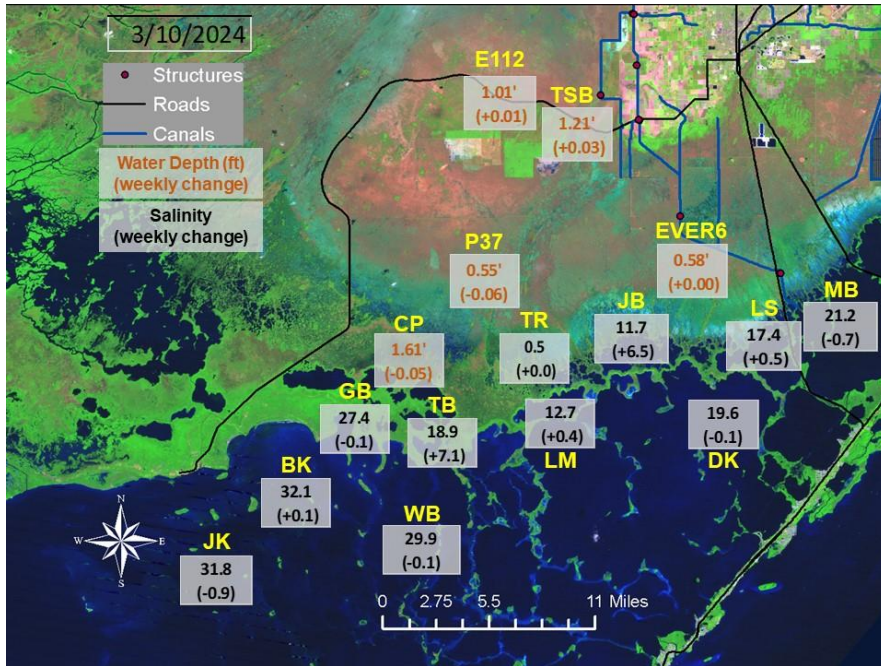 3/10/2024
Structures
Roads
Canals
Water Depth (ft)
(weekly change)
Salinity
(weekly change)
E112
1.01'
(+0.01)
TSB
1.21'
(+0.03)
P37
0.55'
(-0.06)
EVER6
0.58'
(+0.00)
CP
1.61'
(-0.05)
TR
0.5
(+0.0)
JB
11.7
(+6.5)
LS
17.4
(+0.5)
MB
21.2
(-0.7)
GB
27.4
(-0.1)
TB
18.9
(+7.1)
12.7
(+0.4)
LM
19.6
(-0.1)
DK
BK
32.1
(+0.1)
WB
29.9
(-0.1)
JK
31.8
(-0.9)
N
W E
S
0 2.75 5.5 11 Miles